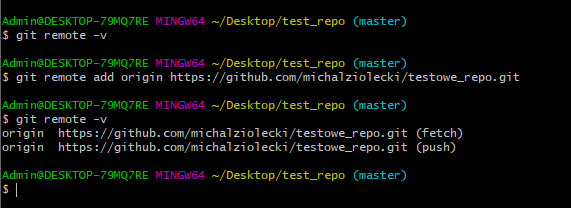 Admin@DESKTOP-79MQ7RE MINGW64 ~/Desktop/test_repo (master)
$ git remote -v
Admin@DESKTOP-79MQ7RE MINGW64 ~/Desktop/test_repo (master)
$ git remote add origin https://github.com/michalziolecki/testowe_repo.git
Admin@DESKTOP-79MQ7RE MINGW64 ~/Desktop/test_repo (master)
$ git remote -v
origin  https://github.com/michalziolecki/testowe_repo.git (fetch)
origin  https://github.com/michalziolecki/testowe_repo.git (push)
Admin@DESKTOP-79MQ7RE MINGW64 ~/Desktop/test_repo (master)
$